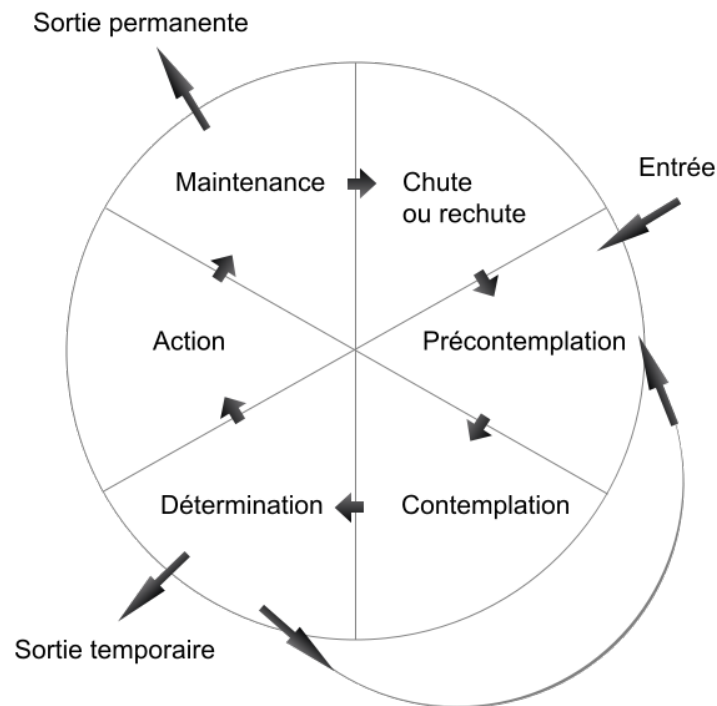 Sortie permanente
Maintenance
Chute
ou rechute
Entrée
Action
Précontemplation
Détermination
Contemplation
Sortie temporaire